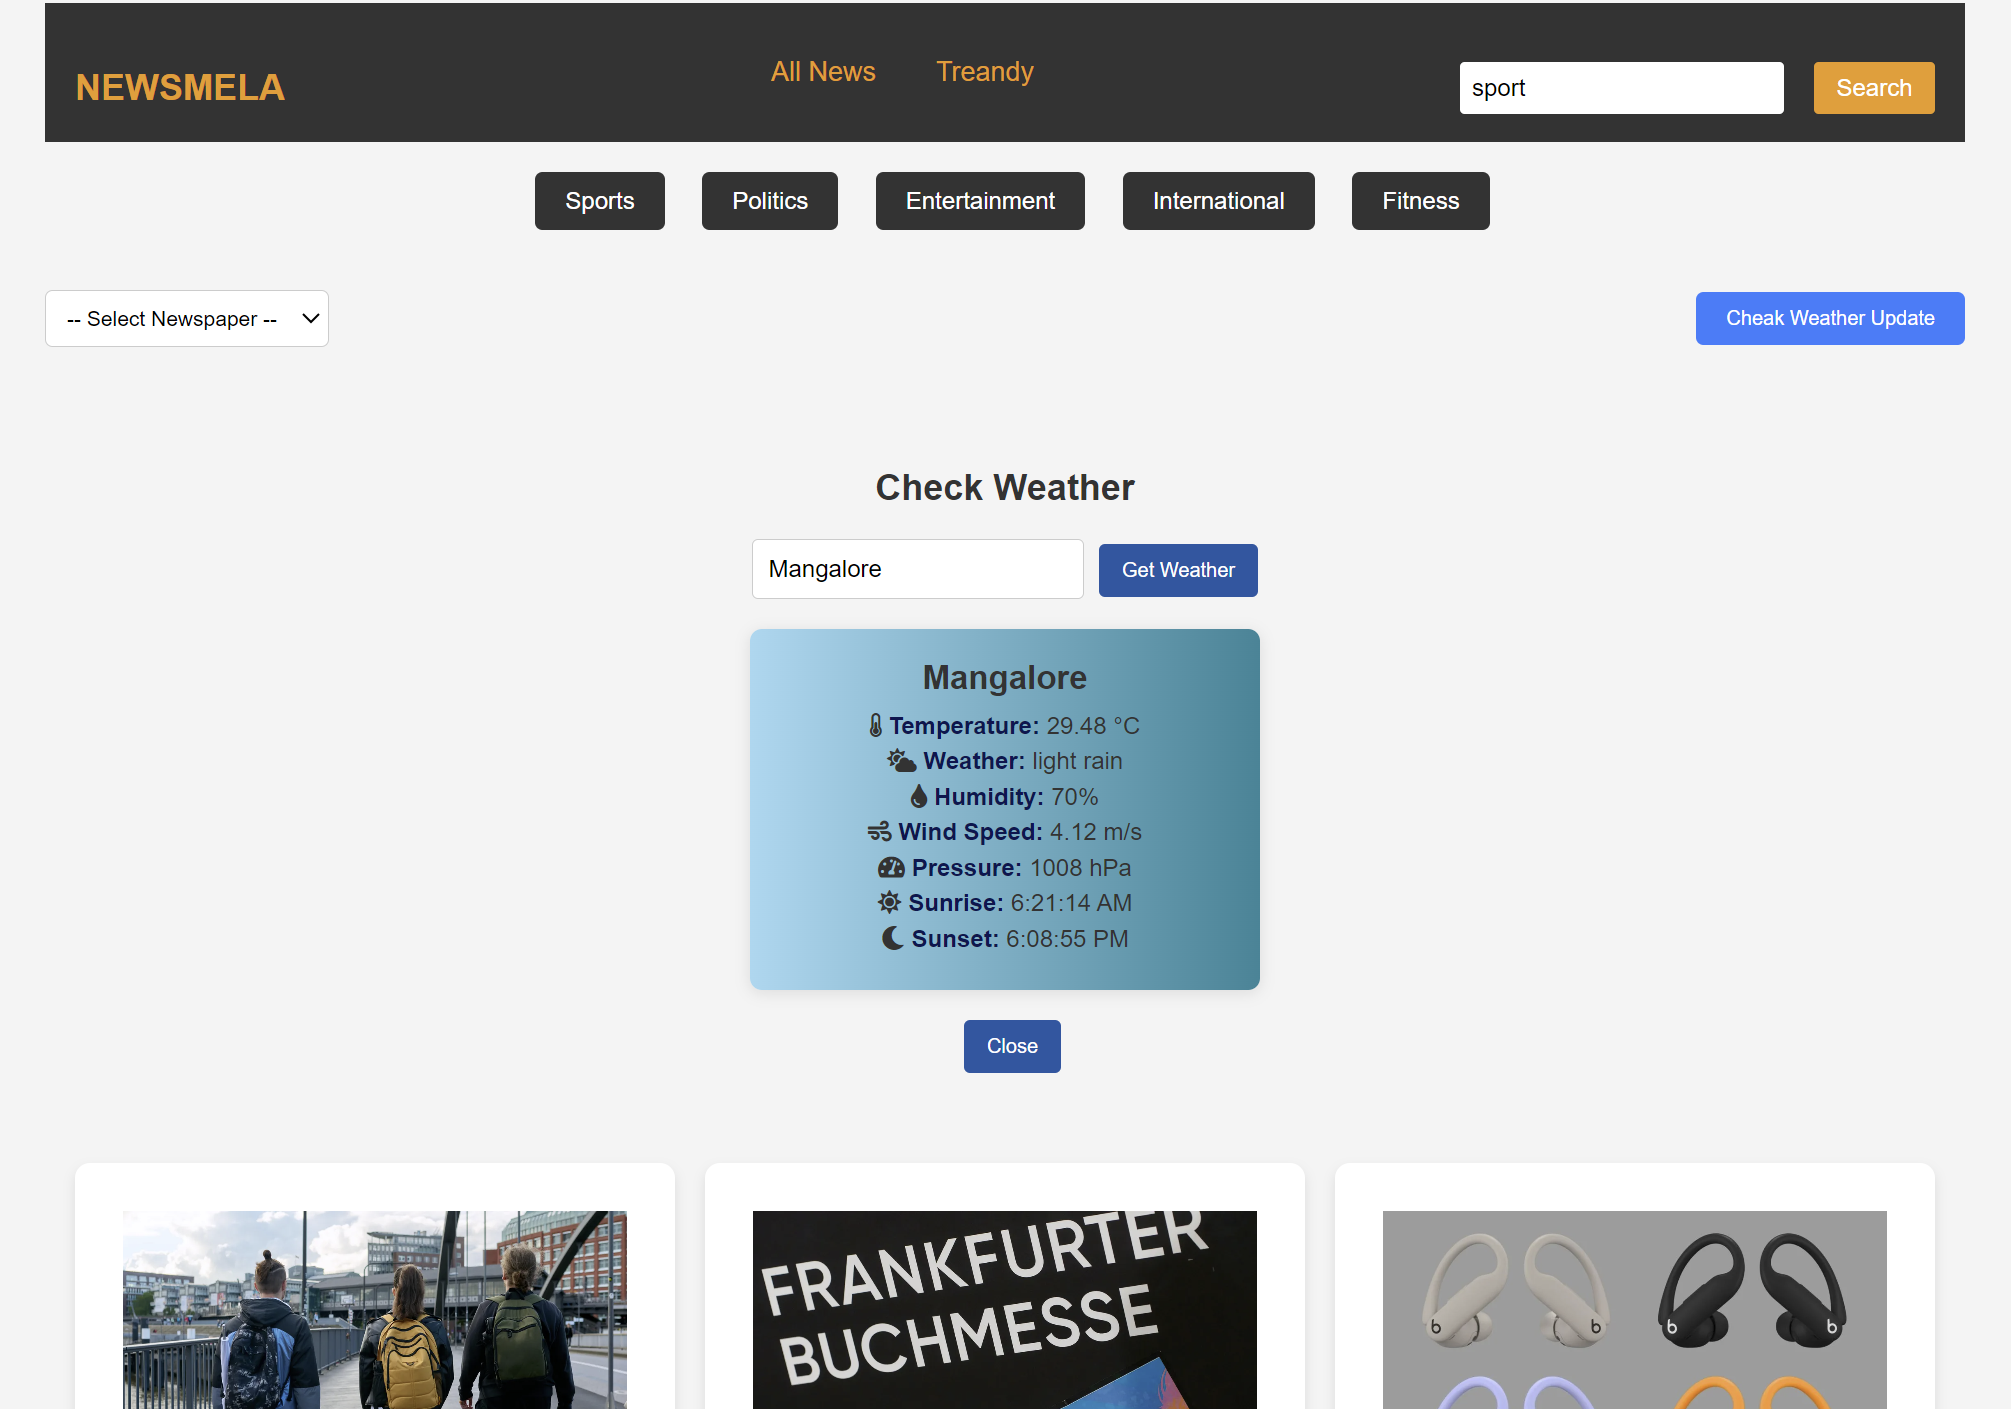 NEWSMELA
All News
Treandy
sport
Search
Sports
Politics
Entertainment
International
Fitness
-- Select Newspaper --
Cheak Weather Update
Check Weather
Mangalore
Get Weather
Mangalore
Temperature: 29.48 °C
Weather: light rain
Humidity: 70%
Wind Speed: 4.12 m/s
Pressure: 1008 hPa
Sunrise: 6:21:14 AM
Sunset: 6:08:55 PM
Close
FRANKFURTER
BUCHMESSE
b
b
b
b